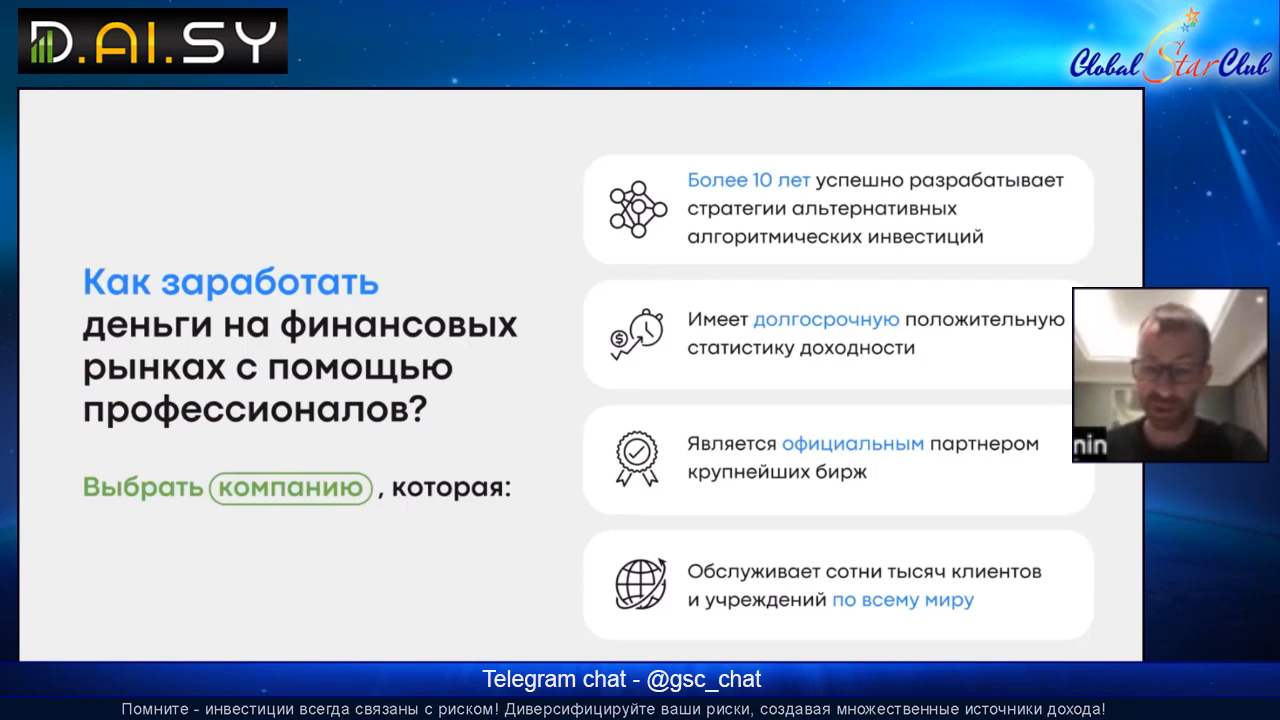 D.AI.SY
Global Star Club
Как заработать
деньги на финансовых
рынках с помощью
профессионалов?
Выбрать компанию, которая:
Более 10 лет успешно разрабатывает
стратегии альтернативных
алгоритмических инвестиций
Имеет долгосрочную положительную
статистику доходности
Является официальным партнером
крупнейших бирж
Обслуживает сотни тысяч клиентов
и учреждений по всему миру
nin
Telegram chat - @gsc_chat
Помните - инвестиции всегда связаны с риском! Диверсифицируйте ваши риски, создавая множественные источники дохода!